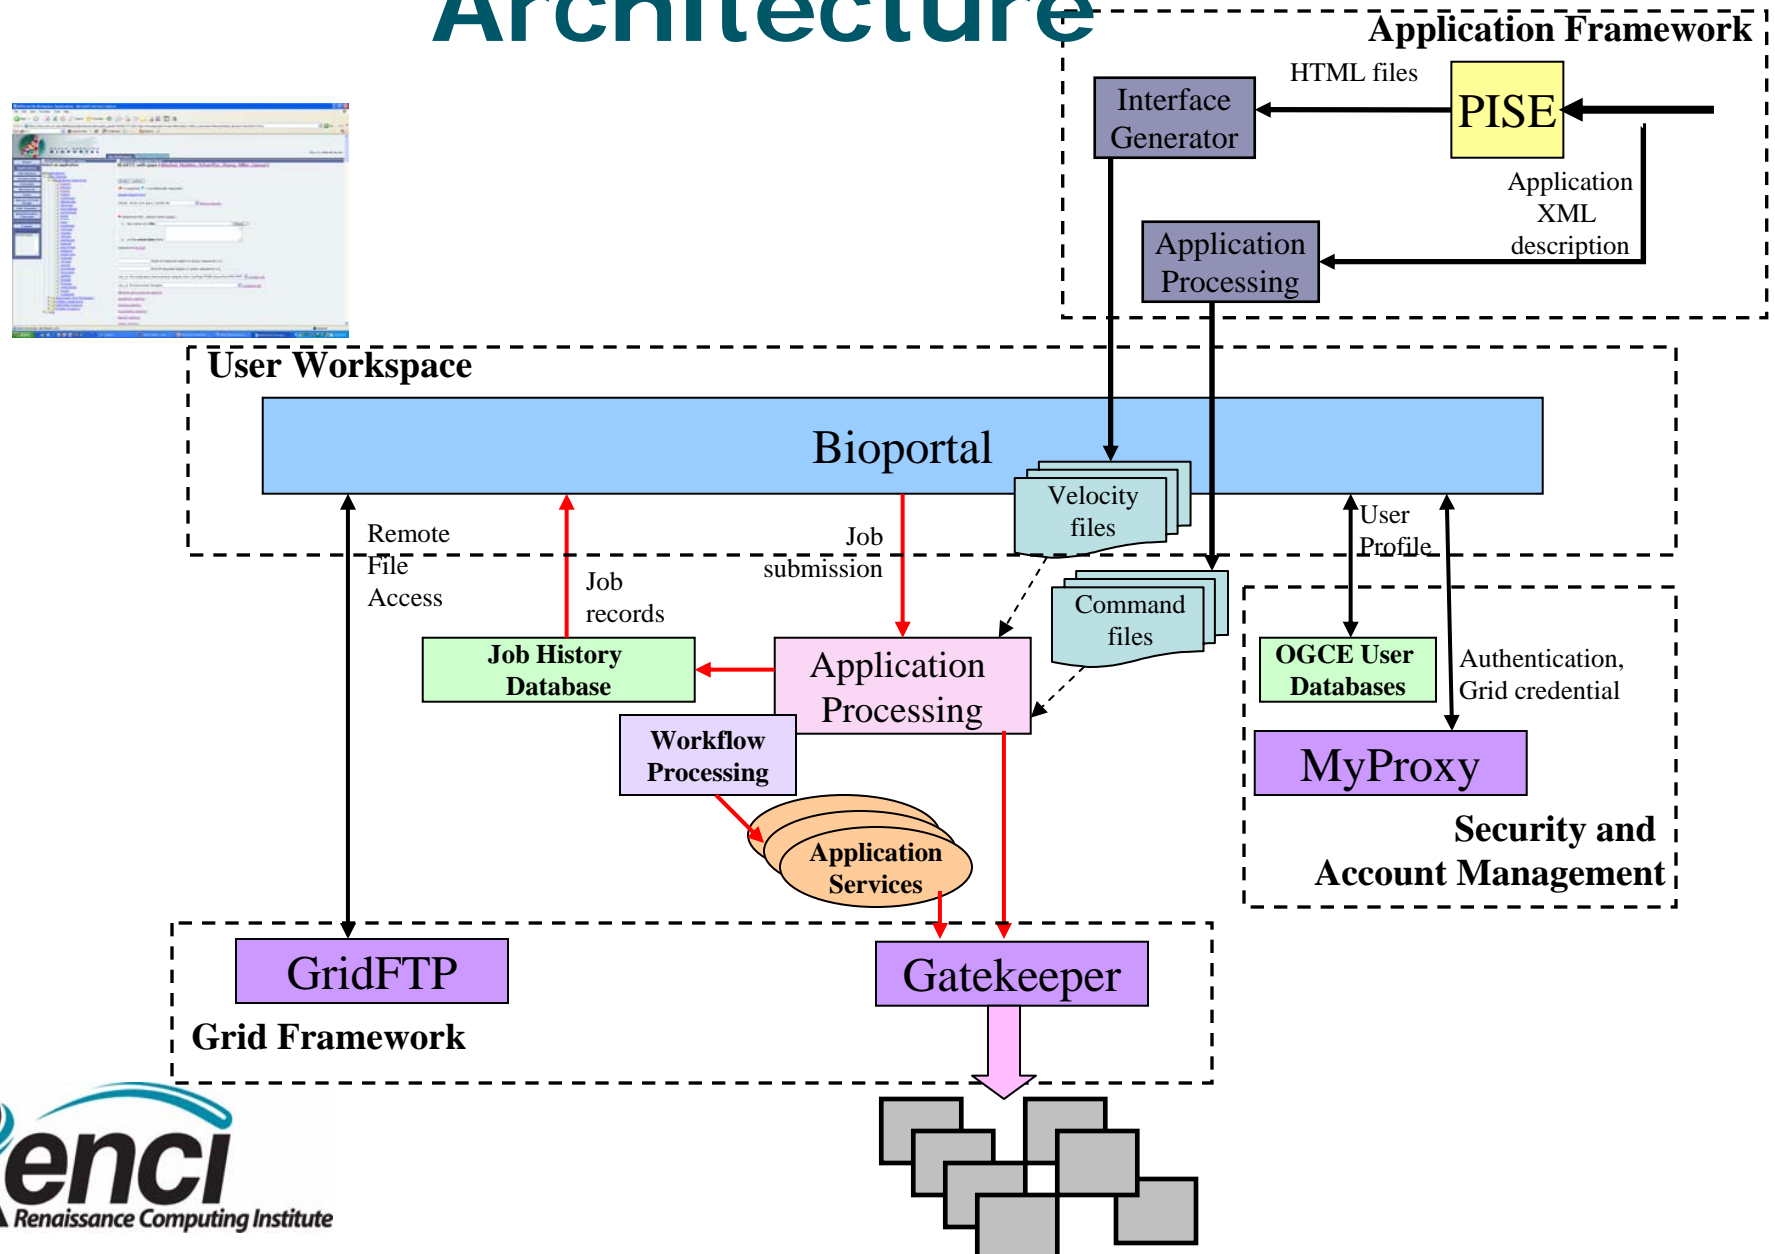 Architecture
Application Framework
HTML files
Interface
Generator
PISE
Application
XML
description
Application
Processing
User Workspace
Bioportal
Velocity
files
Remote
File
Access
Job
records
Job
submission
User
Profile
Command
files
Job History
Database
Application
Processing
OGCE User
Databases
Authentication,
Grid credential
Workflow
Processing
MyProxy
Application
Services
Security and
Account Management
GridFTP
Gatekeeper
Grid Framework
enci
Renaissance Computing Institute